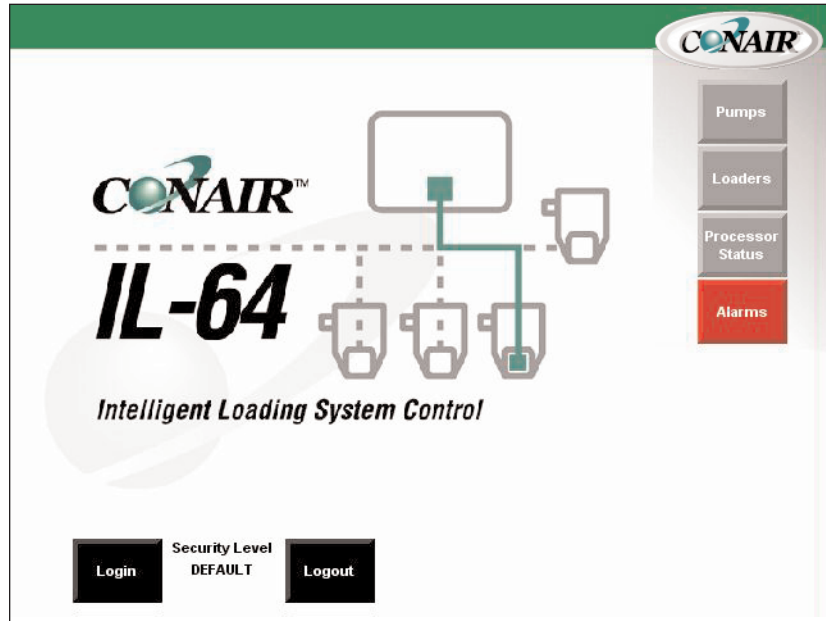 CONAIR
Pumps
Loaders
Processor
Status
Alarms
CONAIR™
IL-64
Intelligent Loading System Control
Login
Security Level
DEFAULT
Logout